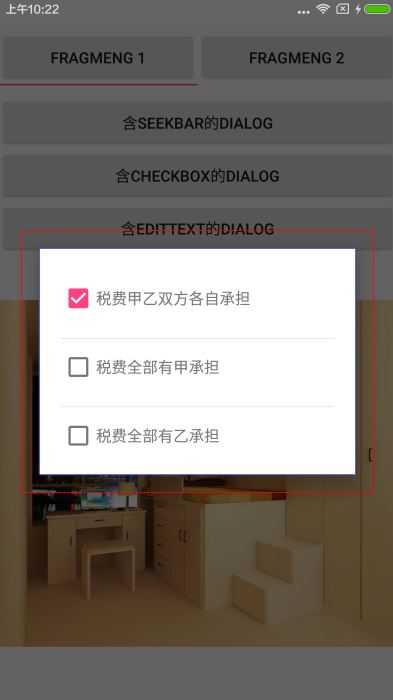 上午10:22
FRAGMENG 1
FRAGMENG 2
含SEEKBAR的DIALOG
含CHECKBOX的DIALOG
含EDITTEXT的DIALOG
税费甲乙双方各自承担
税费全部有甲承担
税费全部有乙承担